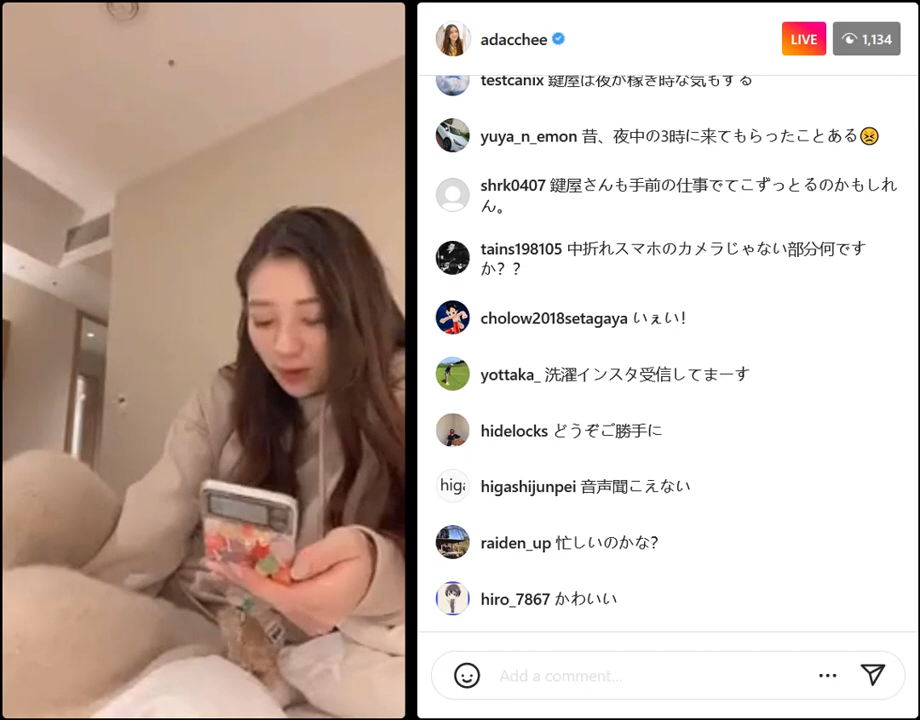 adacchee
LIVE
1,134
testcanix 鍵屋は夜が稼ぎ時な気もする
yuya_n_emon 昔、夜中の3時に来てもらったことある😣
shrk0407 鍵屋さんも手前の仕事でてこずっとるのかもしれ
ん。
tains198105 中折れスマホのカメラじゃない部分何です
か？？
cholow2018setagaya いぇい！
yottaka_ 洗濯インスタ受信してまーす
hidelocks どうぞご勝手に
higa
higashijunpei 音声聞こえない
raiden_up 忙しいのかな？
hiro_7867 かわいい
Add a comment...